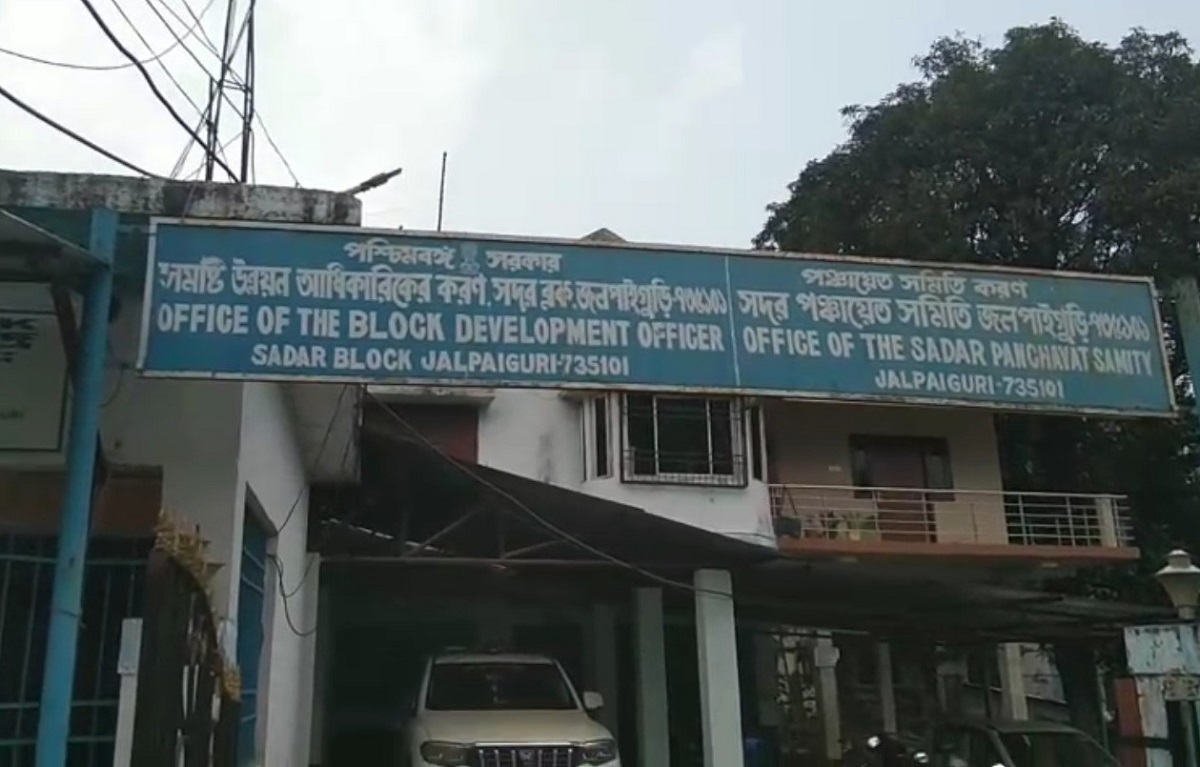 পশ্চিমবঙ্গ সরকার
সমষ্টি উন্নয়ন আধিকারিকের করণ, সদর ব্লক, জলপাইগুড়ি-৭৩৫১০১
OFFICE OF THE BLOCK DEVELOPMENT OFFICER
SADAR BLOCK JALPAIGURI-735101
পঞ্চায়েত সমিতি করণ
সদর পঞ্চায়েত সমিতি জলপাইগুড়ি-৭৩৫১০১
OFFICE OF THE SADAR PANCHAYAT SAMITY
JALPAIGURI-735101